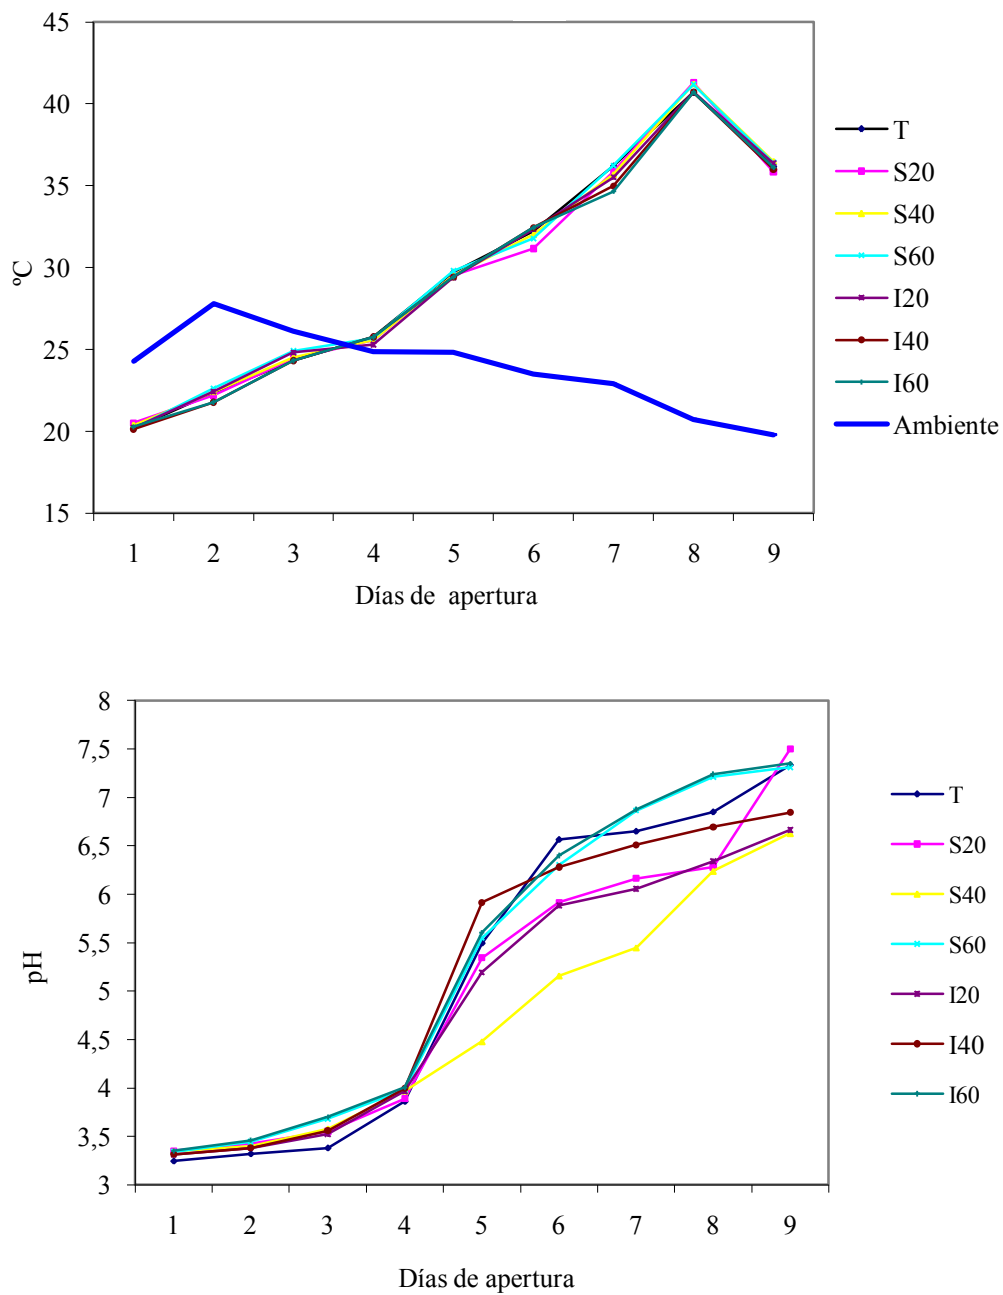 45
40
35
30
25
20
15
ºC
1 2 3 4 5 6 7 8 9
Días de apertura
T
S20
S40
S60
I20
I40
I60
Ambiente
8
7,5
7
6,5
6
5,5
5
4,5
4
3,5
3
pH
1 2 3 4 5 6 7 8 9
Días de apertura
T
S20
S40
S60
I20
I40
I60